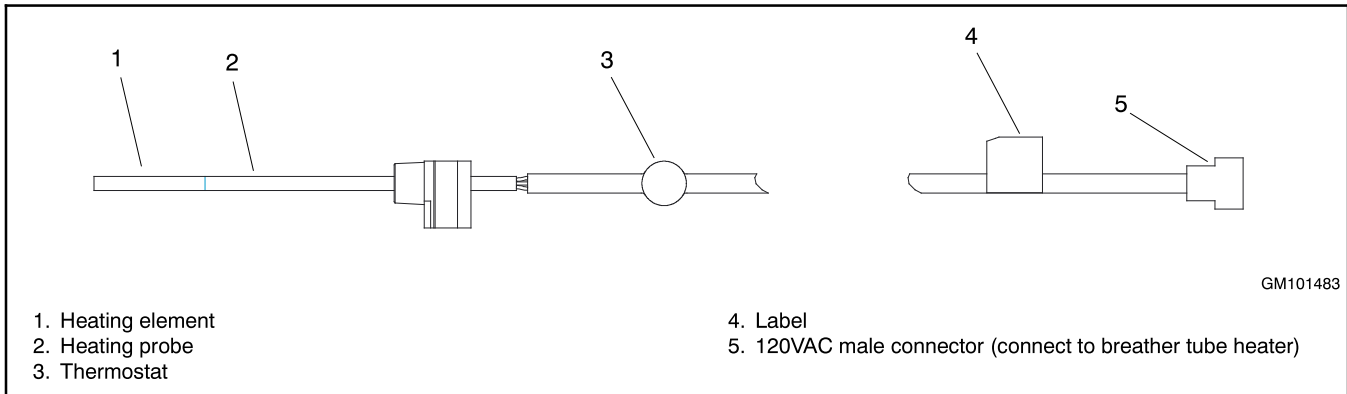 1
2
3
4
5
GM101483
1. Heating element
2. Heating probe
3. Thermostat
4. Label
5. 120VAC male connector (connect to breather tube heater)